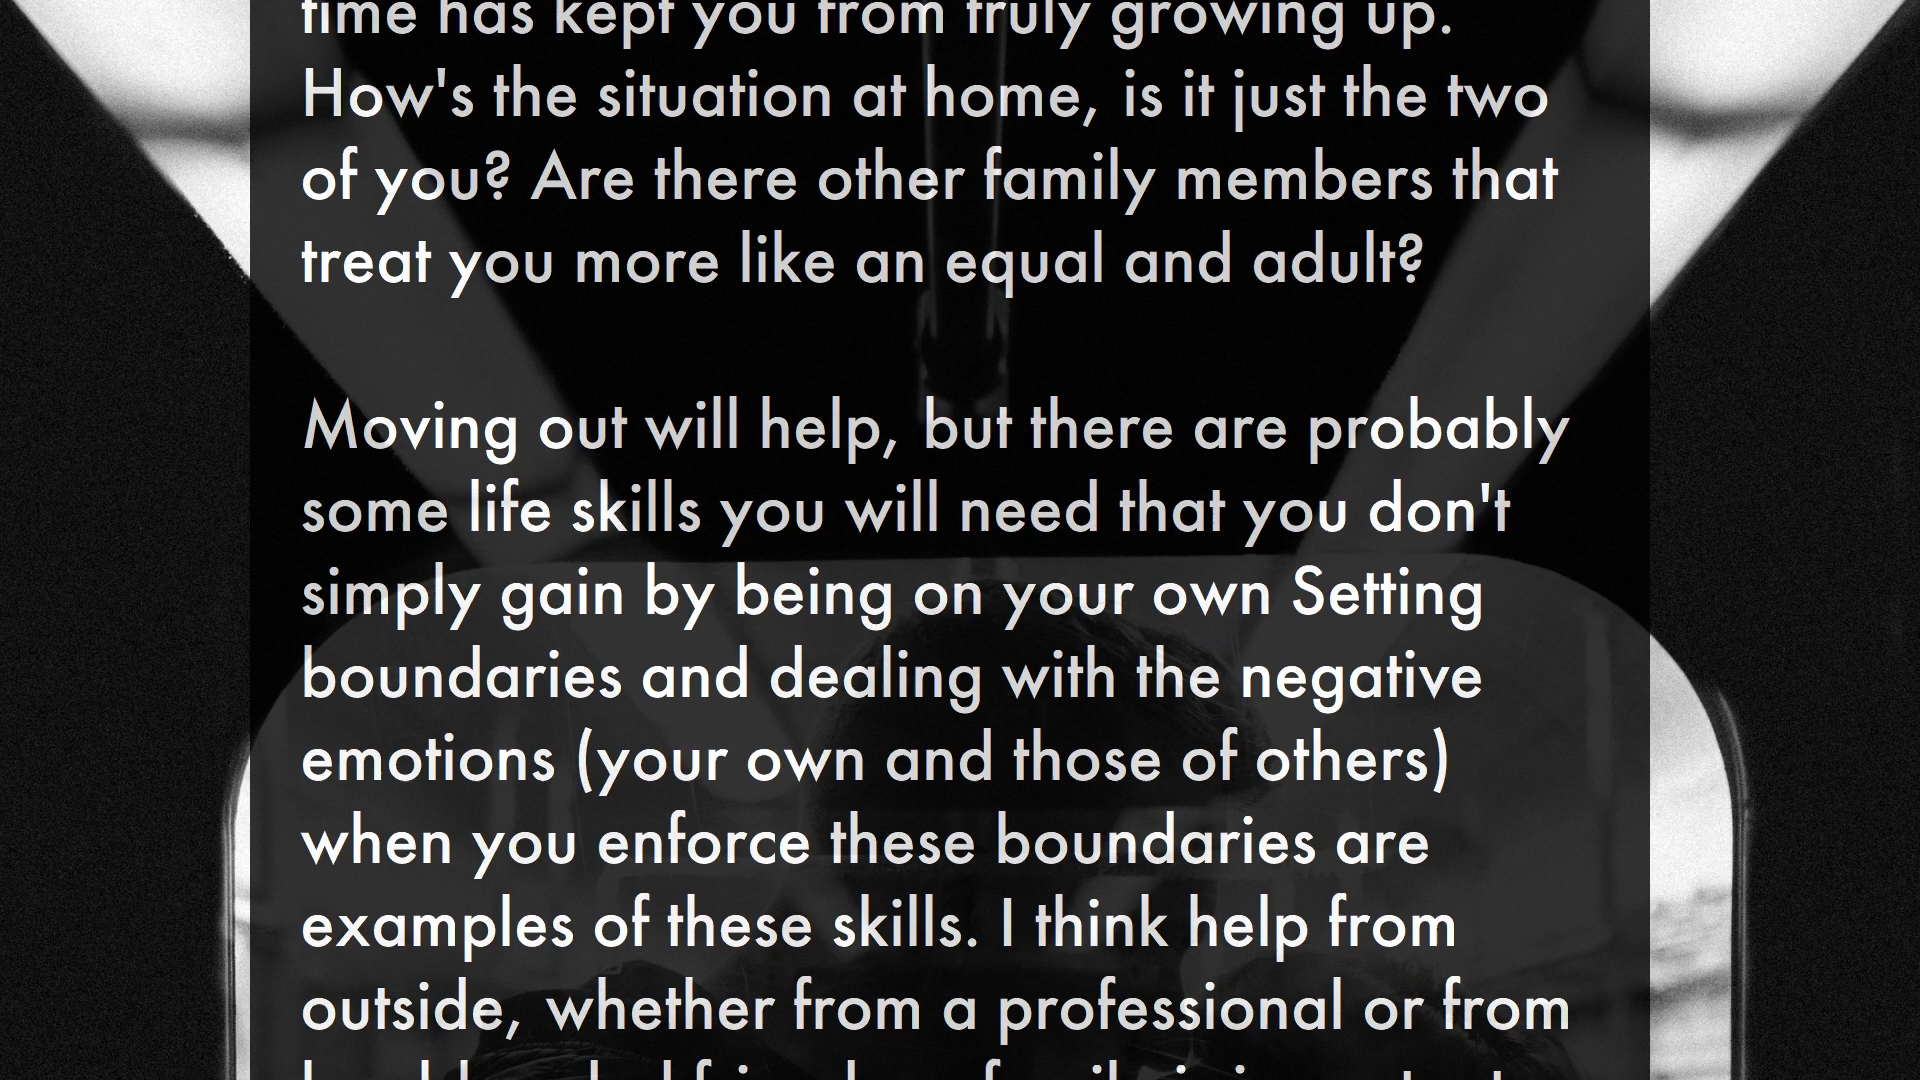 time has kept you from truly growing up.
How's the situation at home, is it just the two
of you? Are there other family members that
treat you more like an equal and adult?
Moving out will help, but there are probably
some life skills you will need that you don't
simply gain by being on your own Setting
boundaries and dealing with the negative
emotions (your own and those of others)
when you enforce these boundaries are
examples of these skills. I think help from
outside, whether from a professional or from